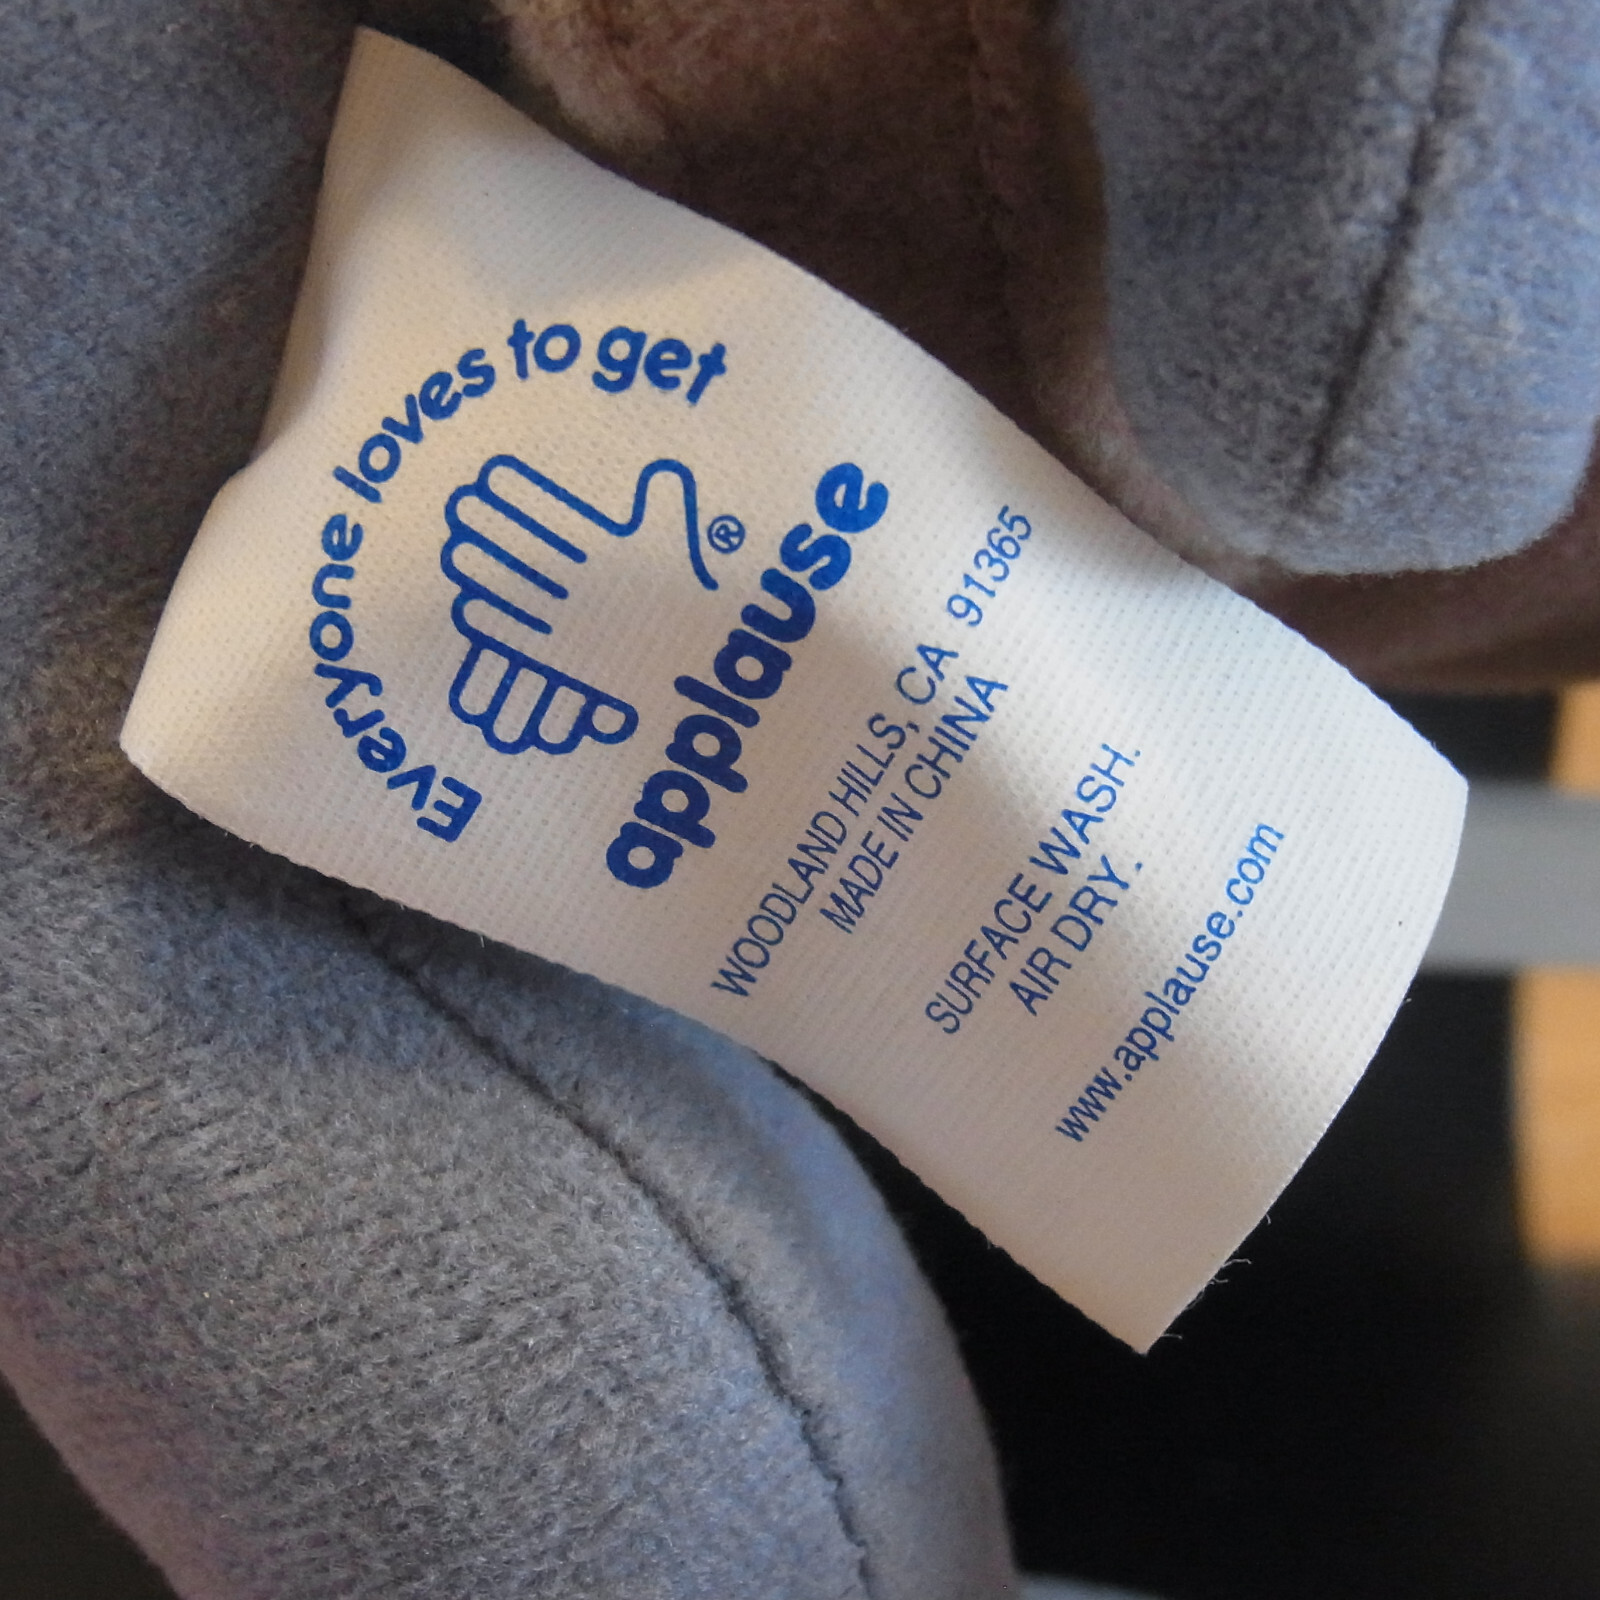 Everyone loves to get
®
applause
WOODLAND HILLS, CA 91365
MADE IN CHINA
SURFACE WASH.
AIR DRY.
www.applause.com